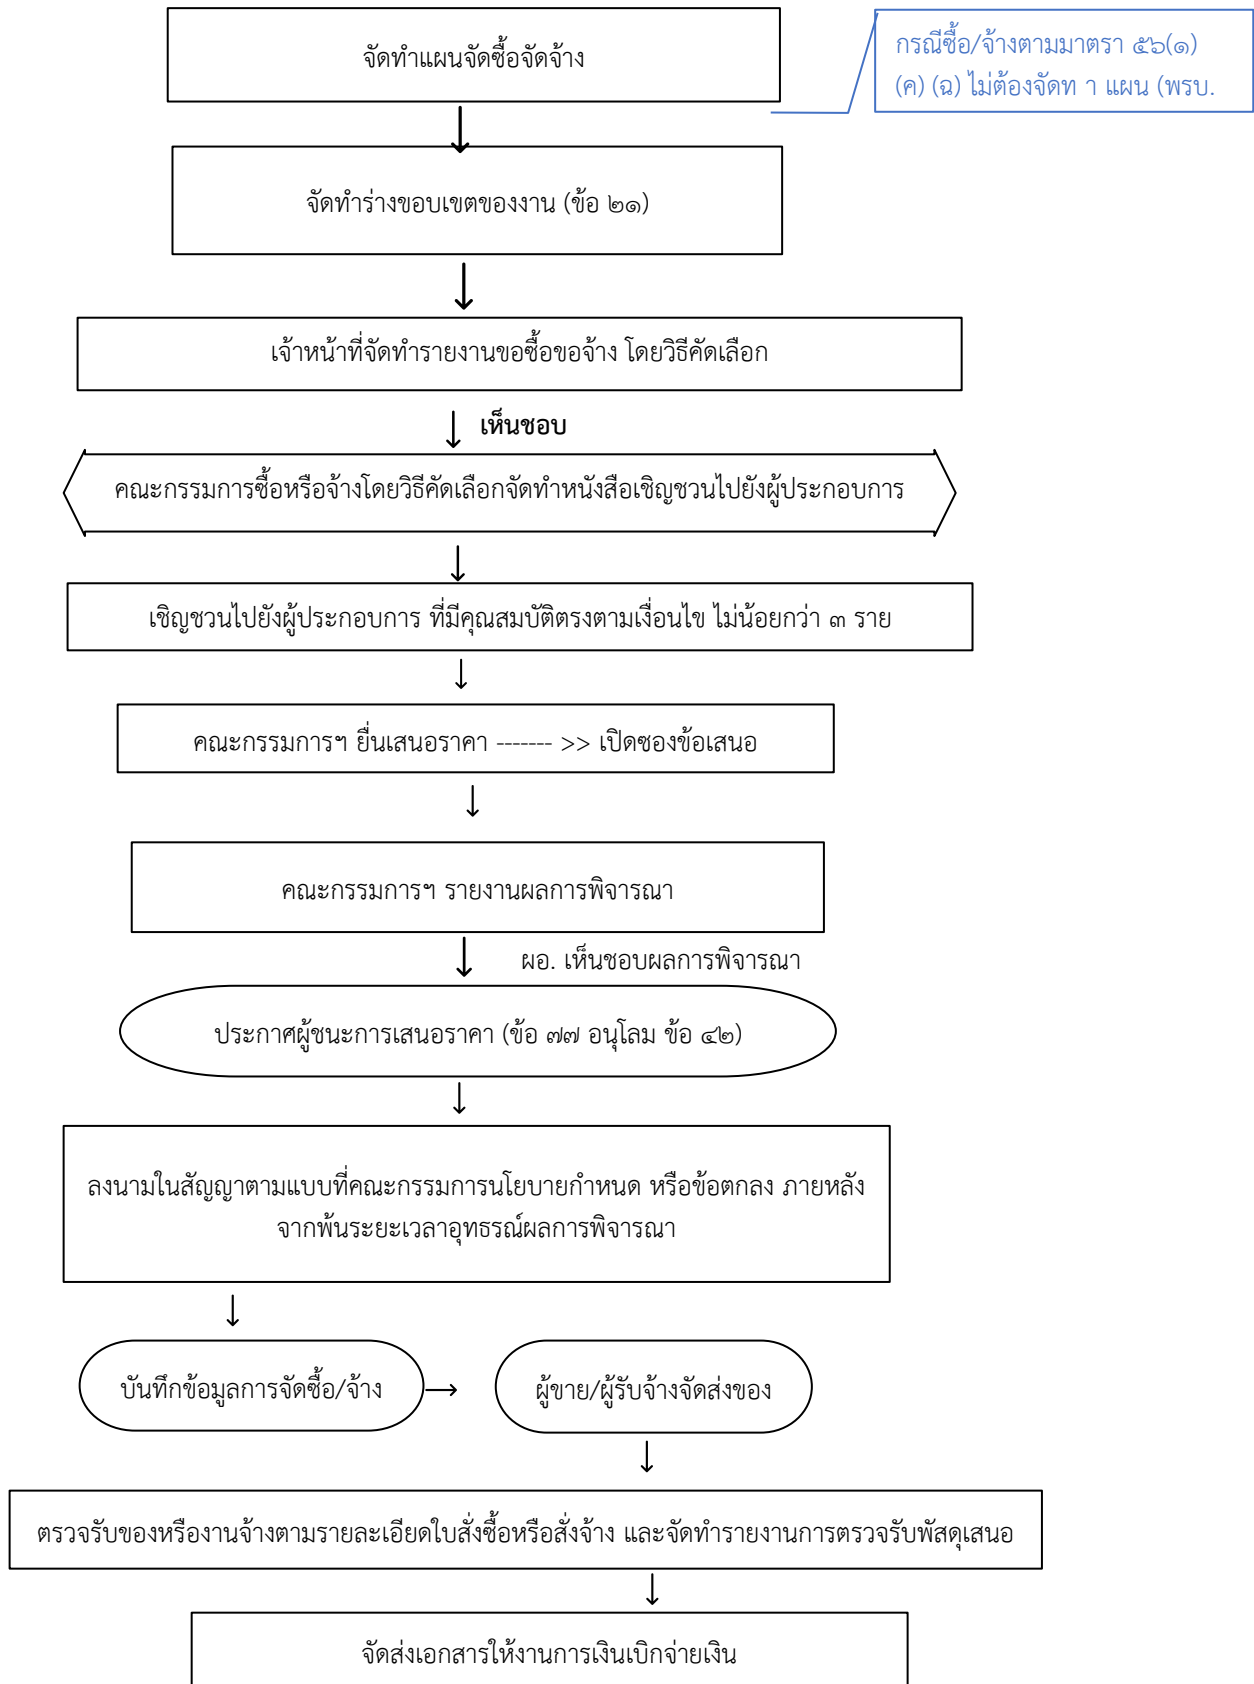 จัดทำแผนจัดซื้อจัดจ้าง
กรณีซื้อ/จ้างตามมาตรา ๕๖(๑)
(ค) (ฉ) ไม่ต้องจัดท า แผน (พรบ.
จัดทำร่างขอบเขตของงาน (ข้อ ๒๑)
เจ้าหน้าที่จัดทำรายงานขอซื้อขอจ้าง โดยวิธีคัดเลือก
เห็นชอบ
คณะกรรมการซื้อหรือจ้างโดยวิธีคัดเลือกจัดทำหนังสือเชิญชวนไปยังผู้ประกอบการ
เชิญชวนไปยังผู้ประกอบการ ที่มีคุณสมบัติตรงตามเงื่อนไข ไม่น้อยกว่า ๓ ราย
คณะกรรมการฯ ยื่นเสนอราคา ------- >> เปิดซองข้อเสนอ
คณะกรรมการฯ รายงานผลการพิจารณา
ผอ. เห็นชอบผลการพิจารณา
ประกาศผู้ชนะการเสนอราคา (ข้อ ๗๗ อนุโลม ข้อ ๔๒)
ลงนามในสัญญาตามแบบที่คณะกรรมการนโยบายกำหนด หรือข้อตกลง ภายหลัง
จากพ้นระยะเวลาอุทธรณ์ผลการพิจารณา
บันทึกข้อมูลการจัดซื้อ/จ้าง
ผู้ขาย/ผู้รับจ้างจัดส่งของ
ตรวจรับของหรืองานจ้างตามรายละเอียดใบสั่งซื้อหรือสั่งจ้าง และจัดทำรายงานการตรวจรับพัสดุเสนอ
จัดส่งเอกสารให้งานการเงินเบิกจ่ายเงิน